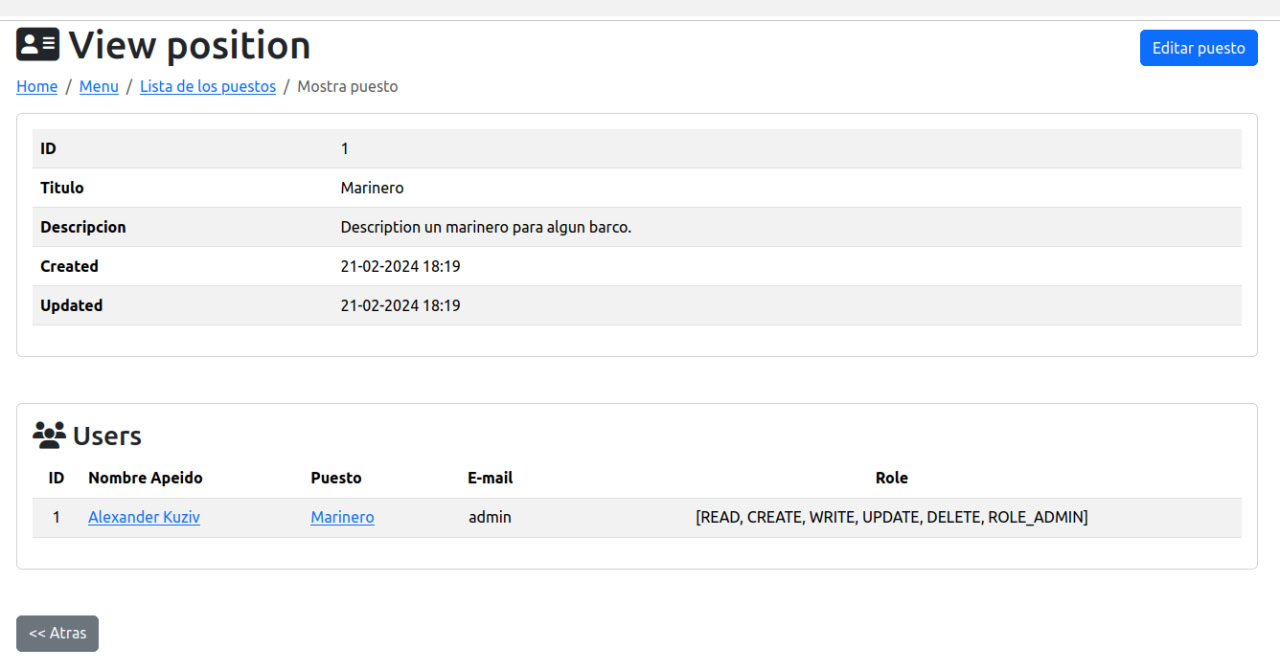 View position
Editar puesto
Home / Menu / Lista de los puestos / Mostra puesto
ID 1
Titulo Marinero
Descripcion Description un marinero para algun barco.
Created 21-02-2024 18:19
Updated 21-02-2024 18:19
Users
ID Nombre Apeido Puesto E-mail Role
1 Alexander Kuziv Marinero admin [READ, CREATE, WRITE, UPDATE, DELETE, ROLE_ADMIN]
<< Atras